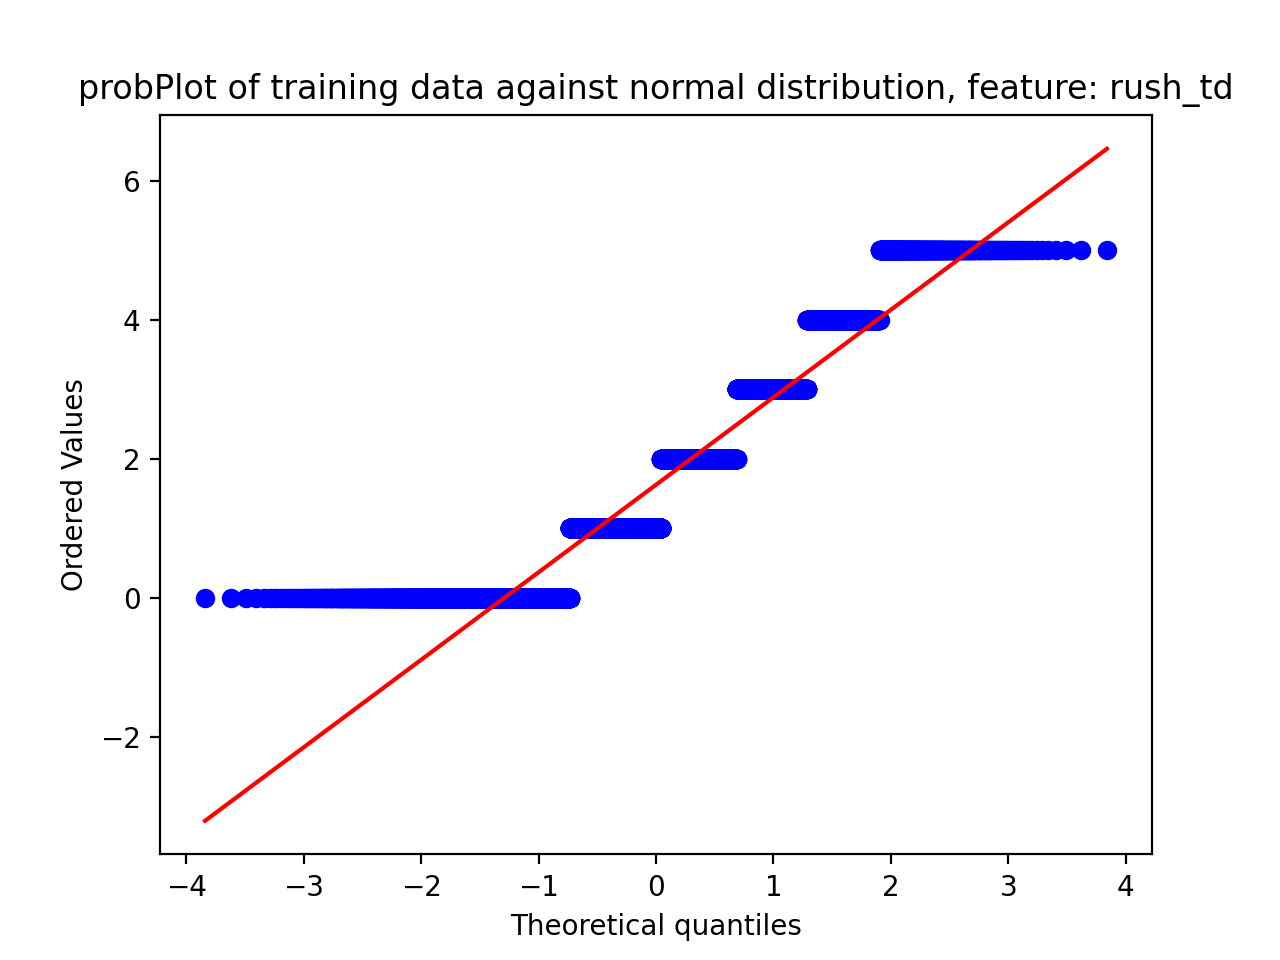 probPlot of training data against normal distribution, feature: rush_td
6
4
2
0
−2
Ordered Values
−4 −3 −2 −1 0 1 2 3 4
Theoretical quantiles